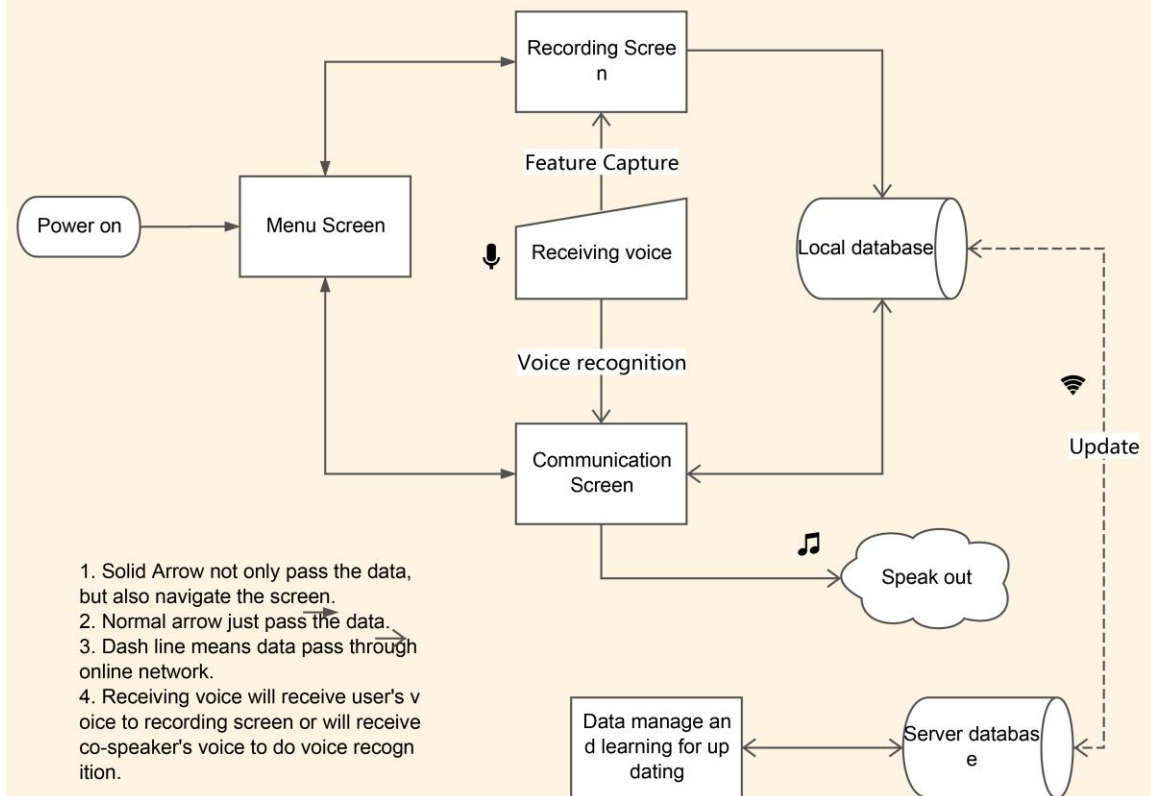 Recording Scree
n
Feature Capture
Power on
Menu Screen
Receiving voice
Local database
Voice recognition
Update
Communication
Screen
Speak out
1. Solid Arrow not only pass the data,
but also navigate the screen.
2. Normal arrow just pass the data.
3. Dash line means data pass through
online network.
4. Receiving voice will receive user's v
oice to recording screen or will receive
co-speaker's voice to do voice recogn
ition.
Data manage an
d learning for up
dating
Server databas
e